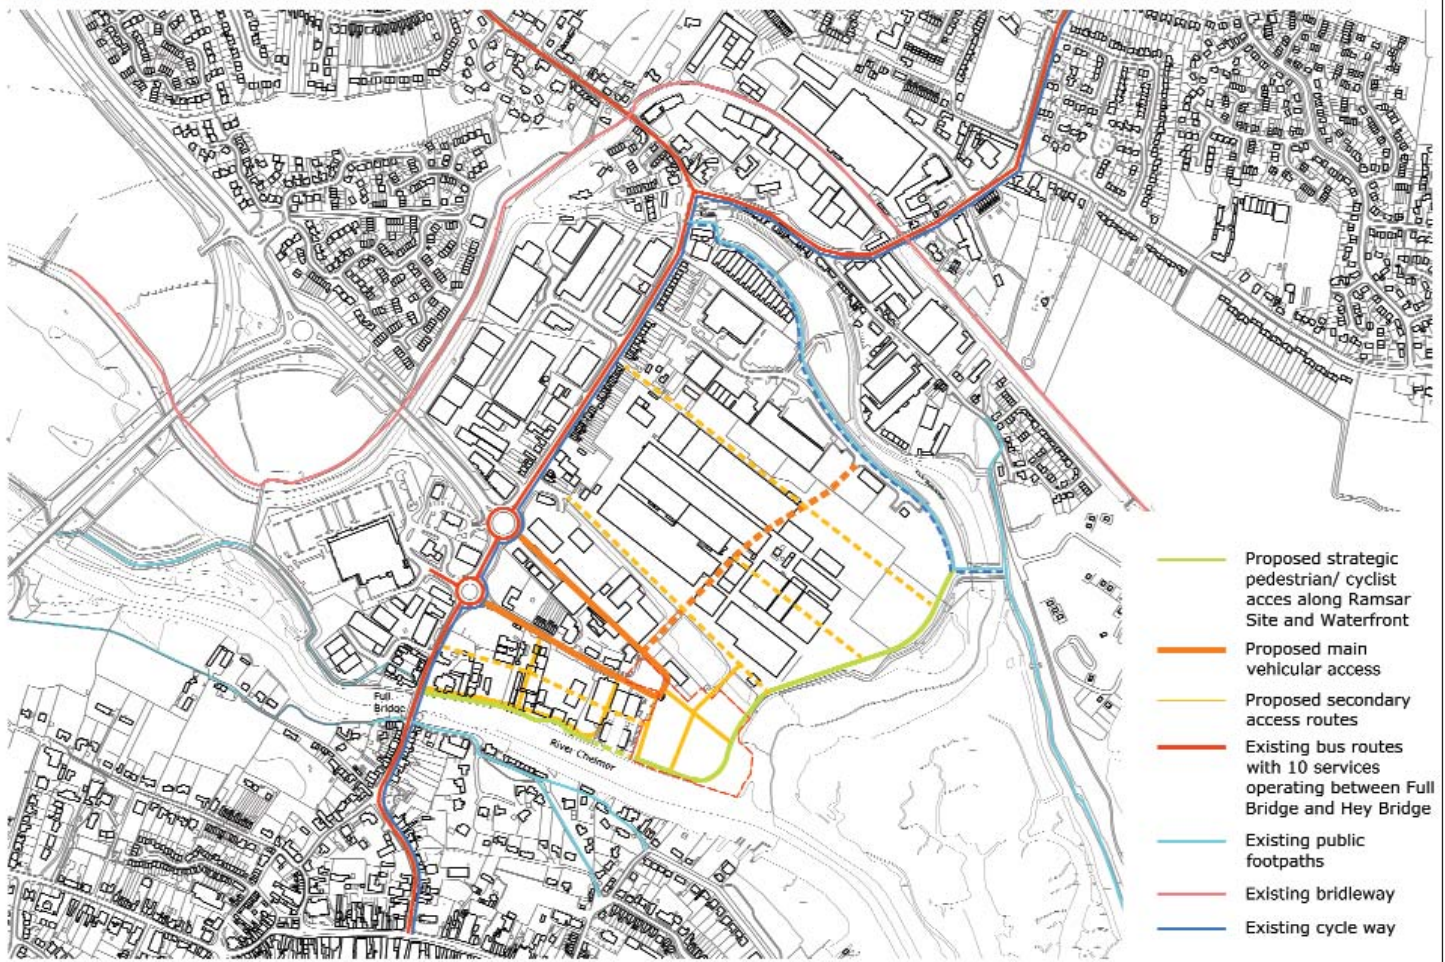 Full
Bridge
River Chelmer
Proposed strategic
pedestrian/ cyclist
acces along Ramsar
Site and Waterfront
Proposed main
vehicular access
Proposed secondary
access routes
Existing bus routes
with 10 services
operating between Full
Bridge and Hey Bridge
Existing public
footpaths
Existing bridleway
Existing cycle way